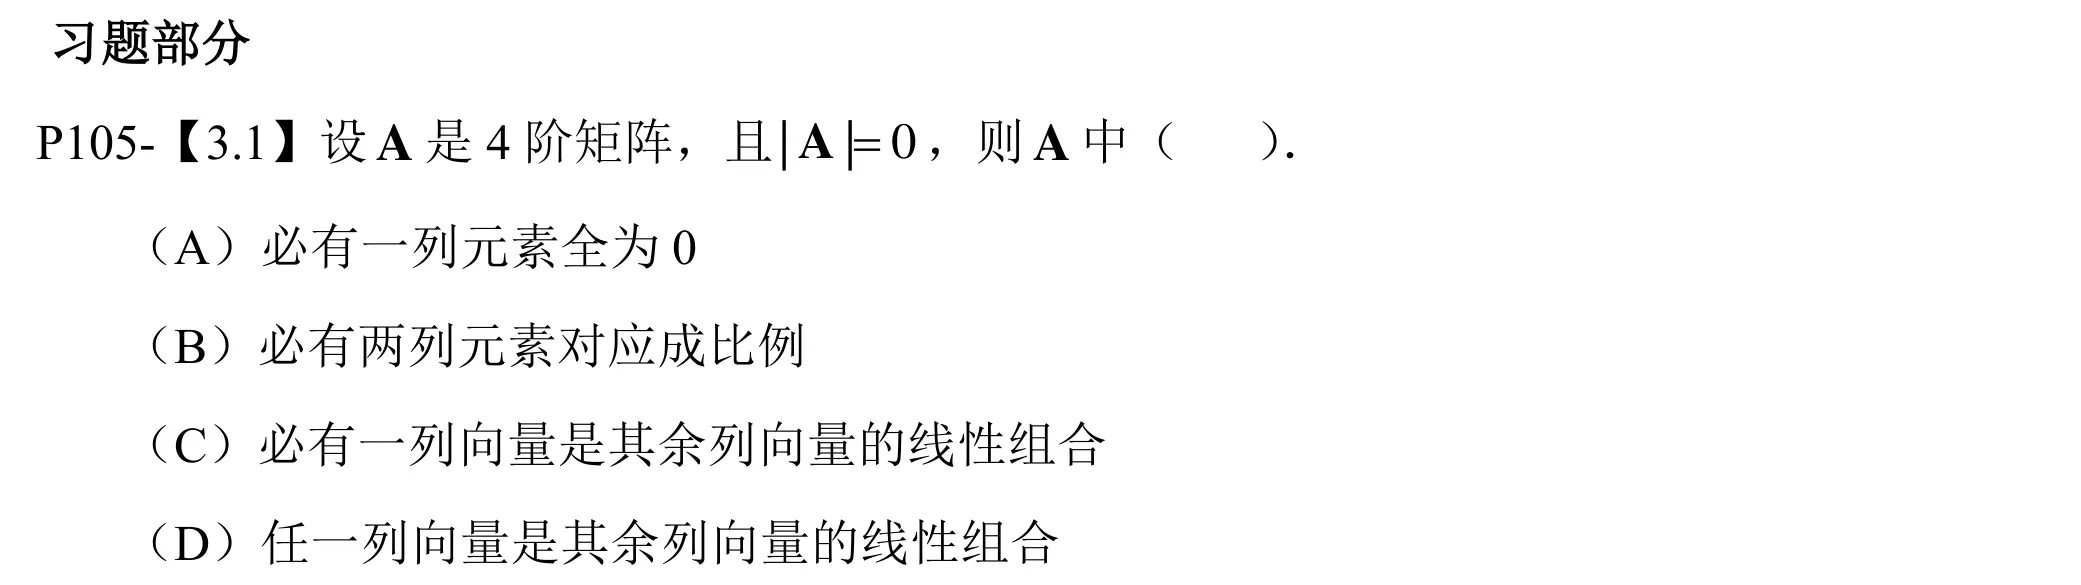 习题部分
P105-【3.1】设 A 是 4 阶矩阵，且|A|=0，则 A 中（ ）.
（A）必有一列元素全为 0
（B）必有两列元素对应成比例
（C）必有一列向量是其余列向量的线性组合
（D）任一列向量是其余列向量的线性组合